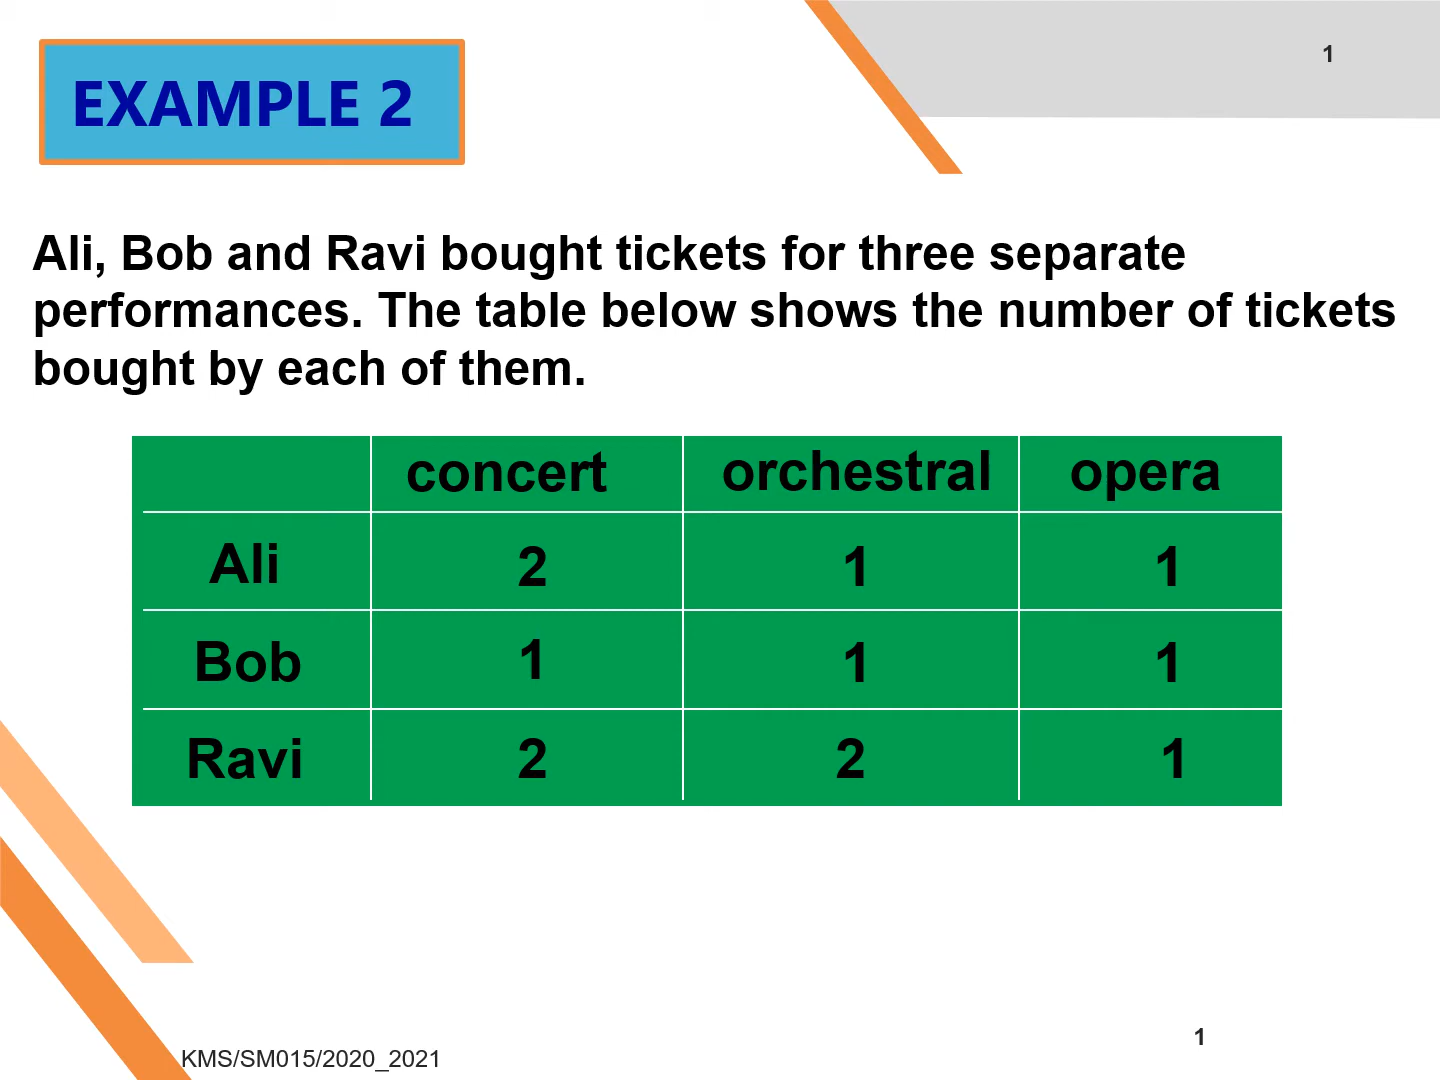 1
EXAMPLE 2
Ali, Bob and Ravi bought tickets for three separate
performances. The table below shows the number of tickets
bought by each of them.
concert orchestral opera
Ali 2 1 1
Bob 1 1 1
Ravi 2 2 1
1
KMS/SM015/2020_2021